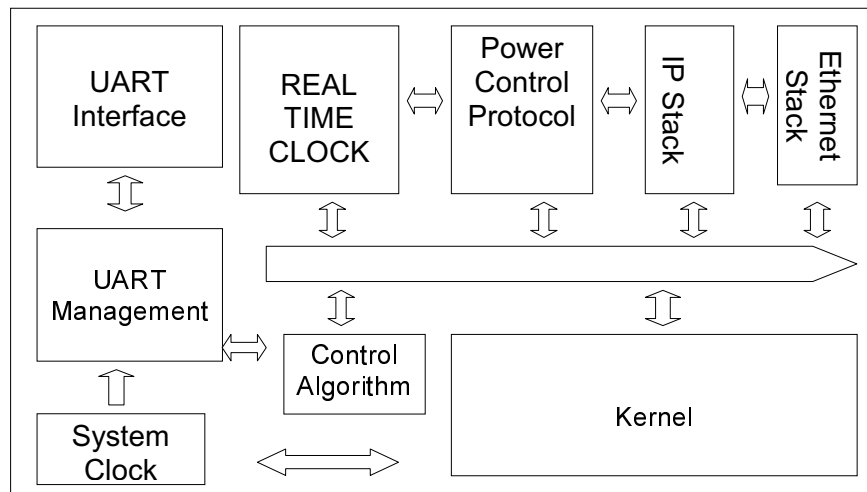 UART
Interface
REAL
TIME
CLOCK
Power
Control
Protocol
IP Stack
Ethernet
Stack
UART
Management
Control
Algorithm
Kernel
System
Clock